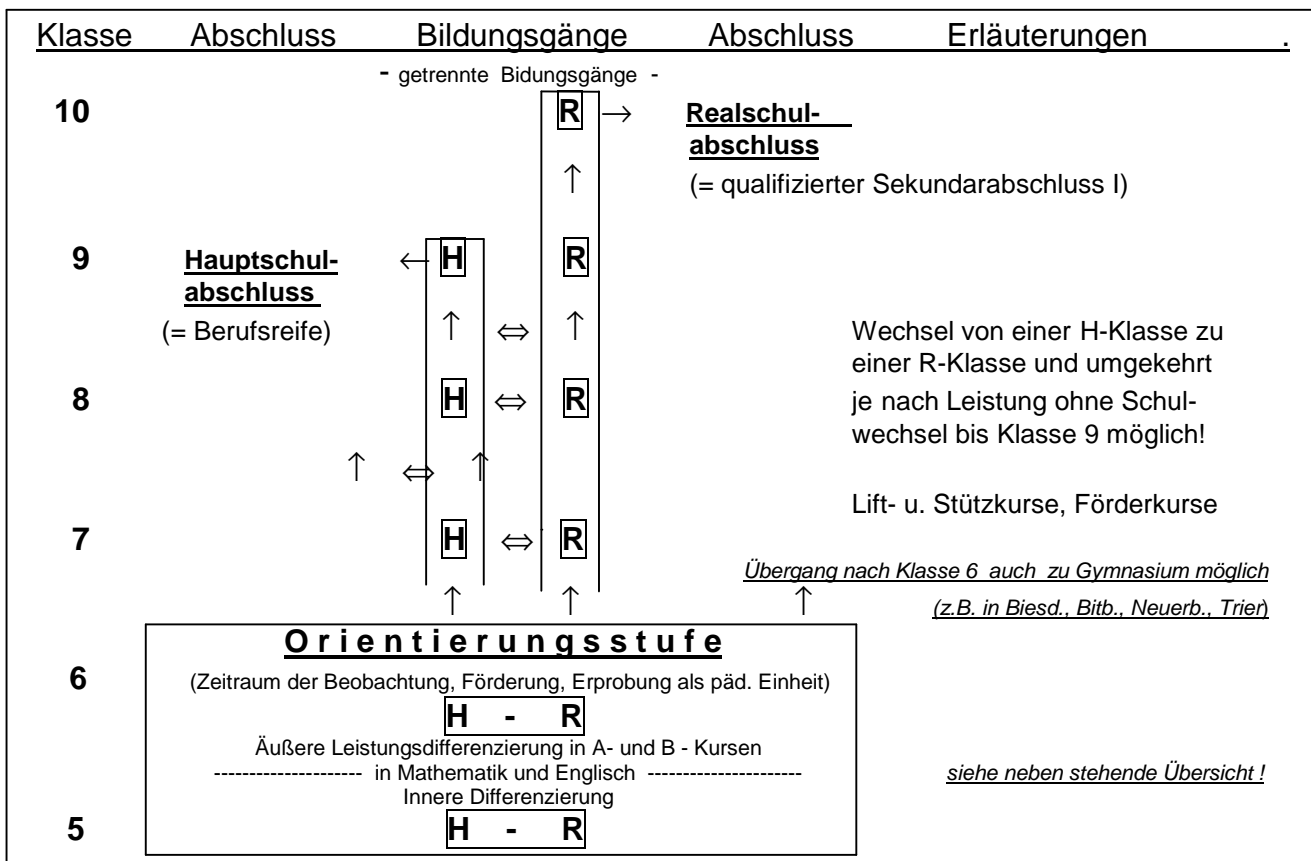 Klasse Abschluss Bildungsgänge Abschluss Erläuterungen .
- getrennte Bidungsgänge -
10 R → Realschul-
abschluss
↑ (= qualifizierter Sekundarabschluss I)
9 Hauptschul- ← H R
abschluss
(= Berufsreife) ↑ ⇔ ↑ Wechsel von einer H-Klasse zu
einer R-Klasse und umgekehrt
8 H ⇔ R je nach Leistung ohne Schul-
wechsel bis Klasse 9 möglich!
↑ ⇔ ↑
Lift- u. Stützkurse, Förderkurse
7 H ⇔ R
Übergang nach Klasse 6 auch zu Gymnasium möglich
↑ ↑ ↑ (z.B. in Biesd., Bitb., Neuerb., Trier)
Orientierungsstufe
6 (Zeitraum der Beobachtung, Förderung, Erprobung als päd. Einheit)
H - R
Äußere Leistungsdifferenzierung in A- und B - Kursen
--------------------- in Mathematik und Englisch ---------------------- siehe neben stehende Übersicht !
Innere Differenzierung
5 H - R